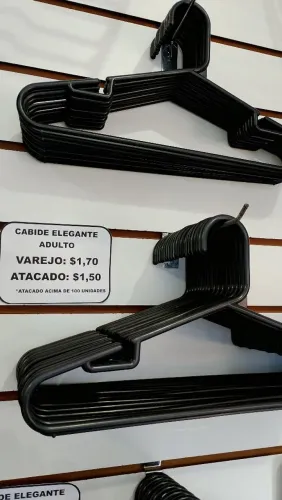 CABIDE ELEGANTE
ADULTO
VAREJO: $1,70
ATACADO: $1,50
*ATACADO ACIMA DE 100 UNIDADES
DE ELEGANTE